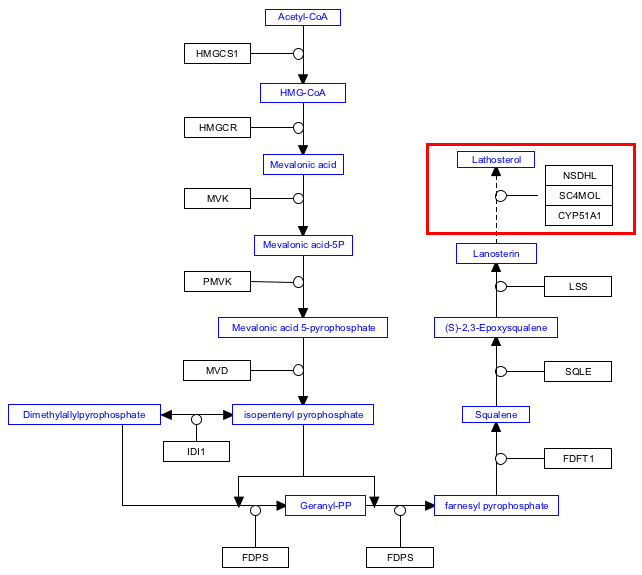 Acetyl-CoA
HMGCS1
HMG-CoA
HMGCR
Mevalonic acid
MVK
Mevalonic acid-5P
PMVK
Mevalonic acid 5-pyrophosphate
MVD
Dimethylallylpyrophosphate
isopentenyl pyrophosphate
IDI1
Geranyl-PP
FDPS
FDPS
farnesyl pyrophosphate
FDFT1
Squalene
SQLE
(S)-2,3-Epoxysqualene
LSS
Lanosterin
Lathosterol
NSDHL
SC4MOL
CYP51A1